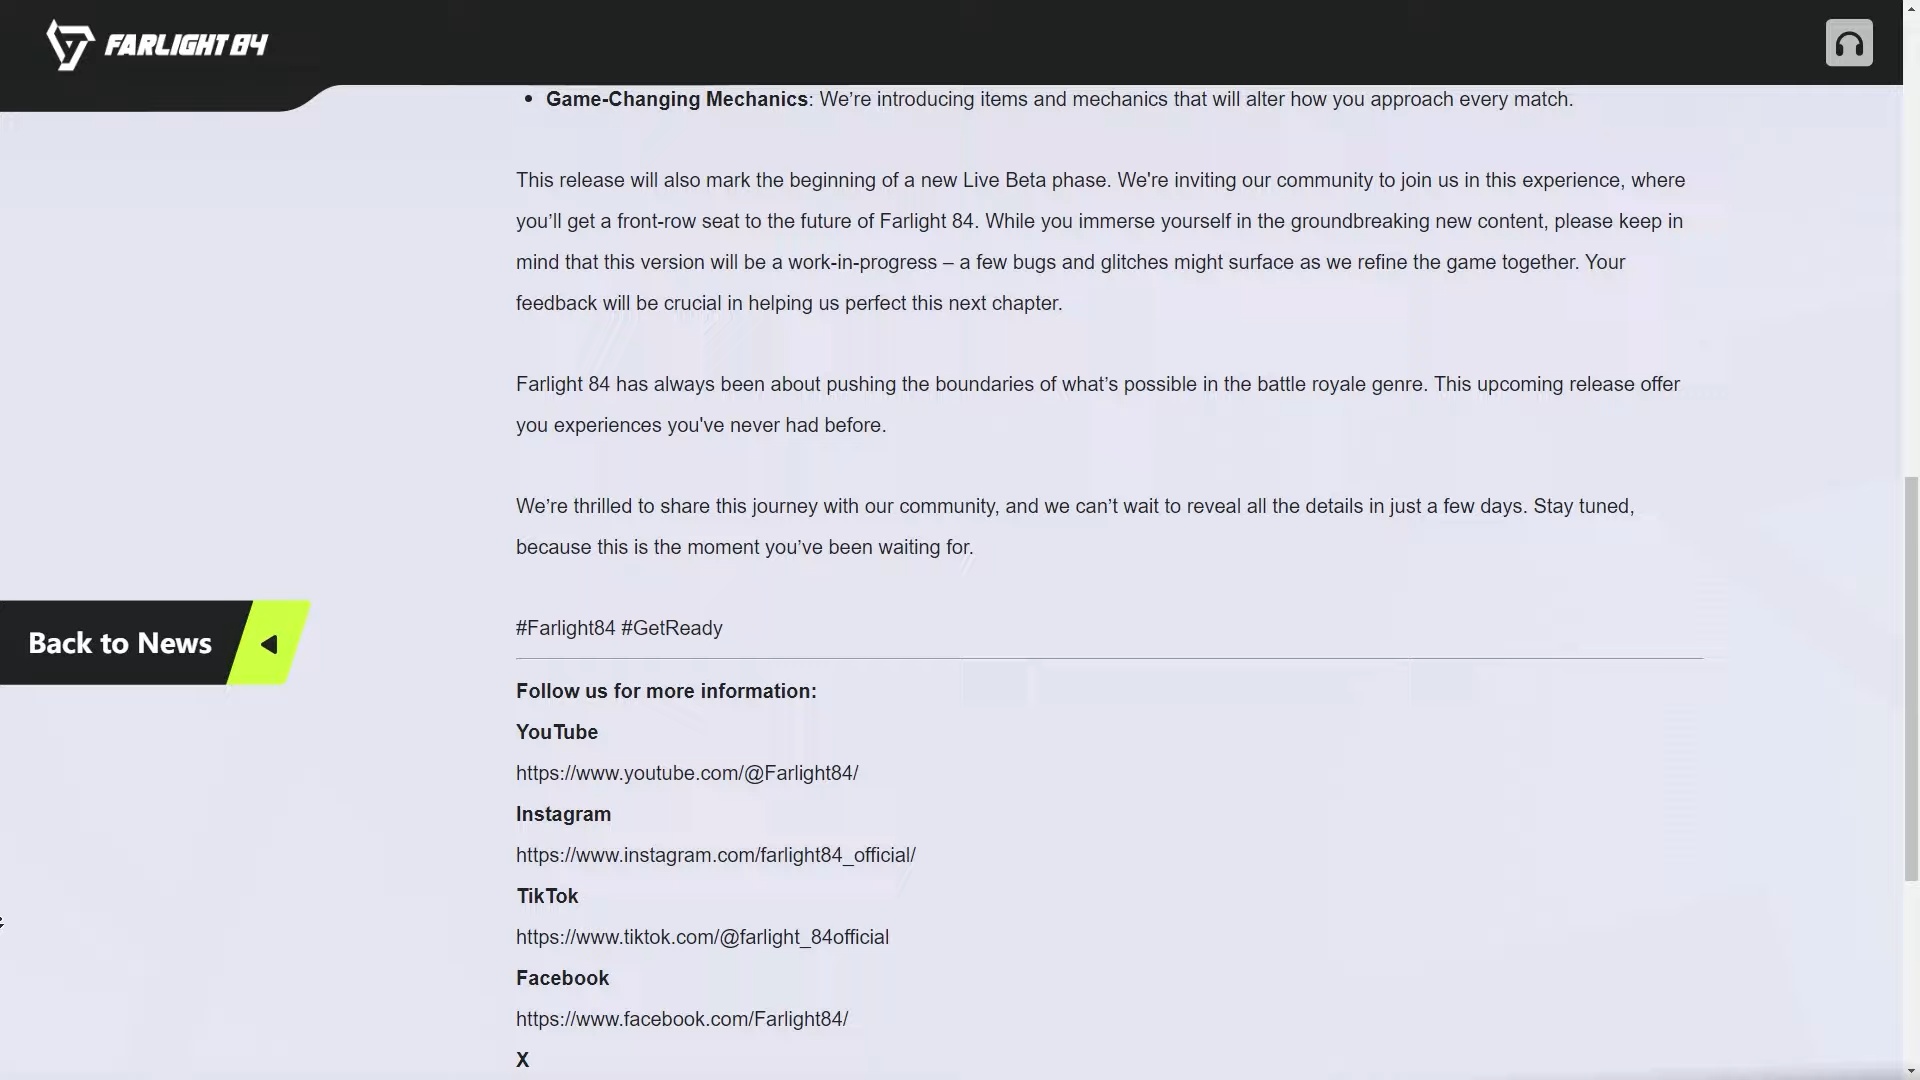 FARLIGHT 84
• Game-Changing Mechanics: We’re introducing items and mechanics that will alter how you approach every match.
This release will also mark the beginning of a new Live Beta phase. We're inviting our community to join us in this experience, where
you’ll get a front-row seat to the future of Farlight 84. While you immerse yourself in the groundbreaking new content, please keep in
mind that this version will be a work-in-progress – a few bugs and glitches might surface as we refine the game together. Your
feedback will be crucial in helping us perfect this next chapter.
Farlight 84 has always been about pushing the boundaries of what’s possible in the battle royale genre. This upcoming release offer
you experiences you've never had before.
We’re thrilled to share this journey with our community, and we can’t wait to reveal all the details in just a few days. Stay tuned,
because this is the moment you’ve been waiting for.
#Farlight84 #GetReady
Back to News
Follow us for more information:
YouTube
https://www.youtube.com/@Farlight84/
Instagram
https://www.instagram.com/farlight84_official/
TikTok
https://www.tiktok.com/@farlight_84official
Facebook
https://www.facebook.com/Farlight84/
X